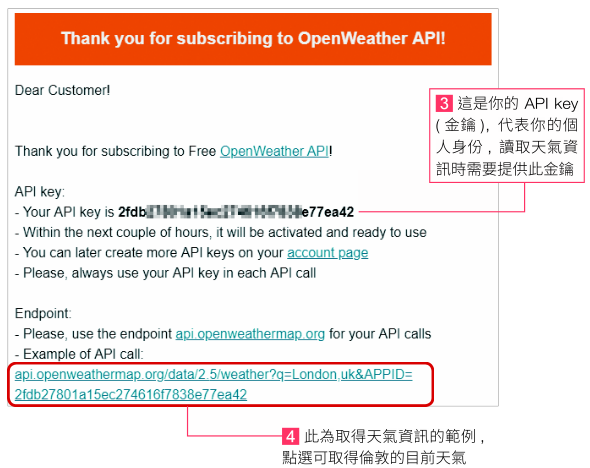 Thank you for subscribing to OpenWeather API!
Dear Customer!
3 這是你的 API key
(金鑰), 代表你的個
人身份, 讀取天氣資
訊時需要提供此金鑰
Thank you for subscribing to Free OpenWeather API!
API key:
- Your API key is 2fdb e77ea42
- Within the next couple of hours, it will be activated and ready to use
- You can later create more API keys on your account page
- Please, always use your API key in each API call
Endpoint:
- Please, use the endpoint api.openweathermap.org for your API calls
- Example of API call:
api.openweathermap.org/data/2.5/weather?q=London,uk&APPID=
2fdb27801a15ec274616f7838e77ea42
4 此為取得天氣資訊的範例,
點選可取得倫敦的目前天氣